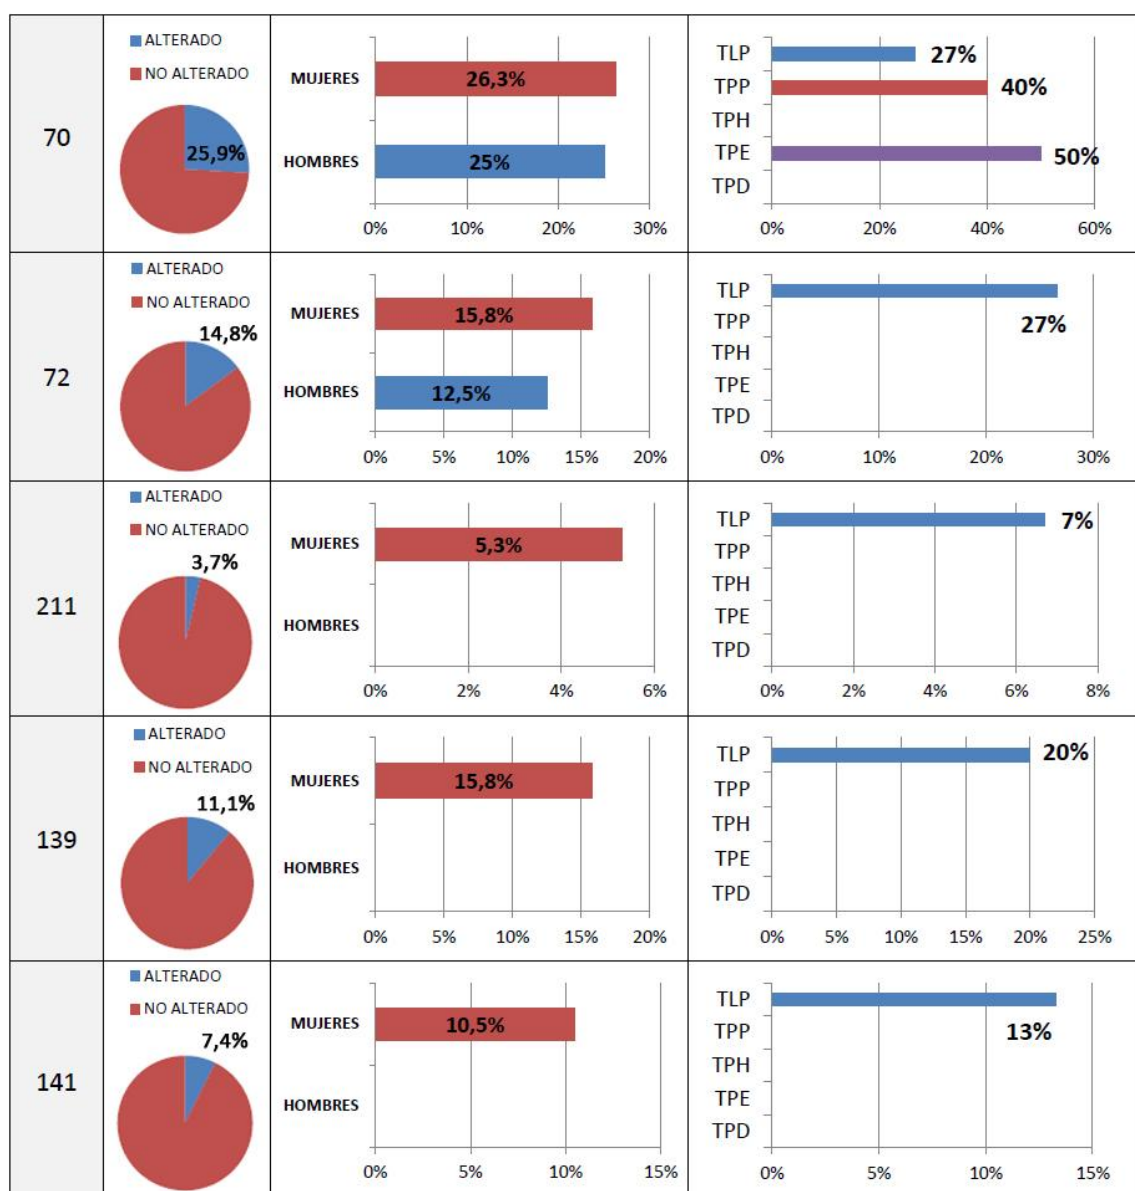 70
ALTERADO
NO ALTERADO
25,9%
MUJERES
26,3%
HOMBRES
25%
0% 10% 20% 30%
TLP
27%
TPP
40%
TPH
TPE
50%
TPD
0% 20% 40% 60%
72
ALTERADO
NO ALTERADO
14,8%
MUJERES
15,8%
HOMBRES
12,5%
0% 5% 10% 15% 20%
TLP
TPP
27%
TPH
TPE
TPD
0% 10% 20% 30%
211
ALTERADO
NO ALTERADO
3,7%
MUJERES
5,3%
HOMBRES
0% 2% 4% 6%
TLP
7%
TPP
TPH
TPE
TPD
0% 2% 4% 6% 8%
139
ALTERADO
NO ALTERADO
11,1%
MUJERES
15,8%
HOMBRES
0% 5% 10% 15% 20%
TLP
20%
TPP
TPH
TPE
TPD
0% 5% 10% 15% 20% 25%
141
ALTERADO
NO ALTERADO
7,4%
MUJERES
10,5%
HOMBRES
0% 5% 10% 15%
TLP
TPP
13%
TPH
TPE
TPD
0% 5% 10% 15%